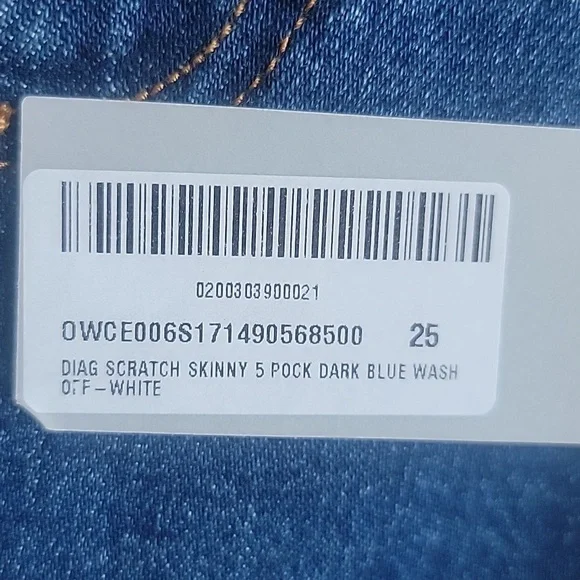 0200303900021
OWCE006S171490568500 25
DIAG SCRATCH SKINNY 5 POCK DARK BLUE WASH
OFF-WHITE